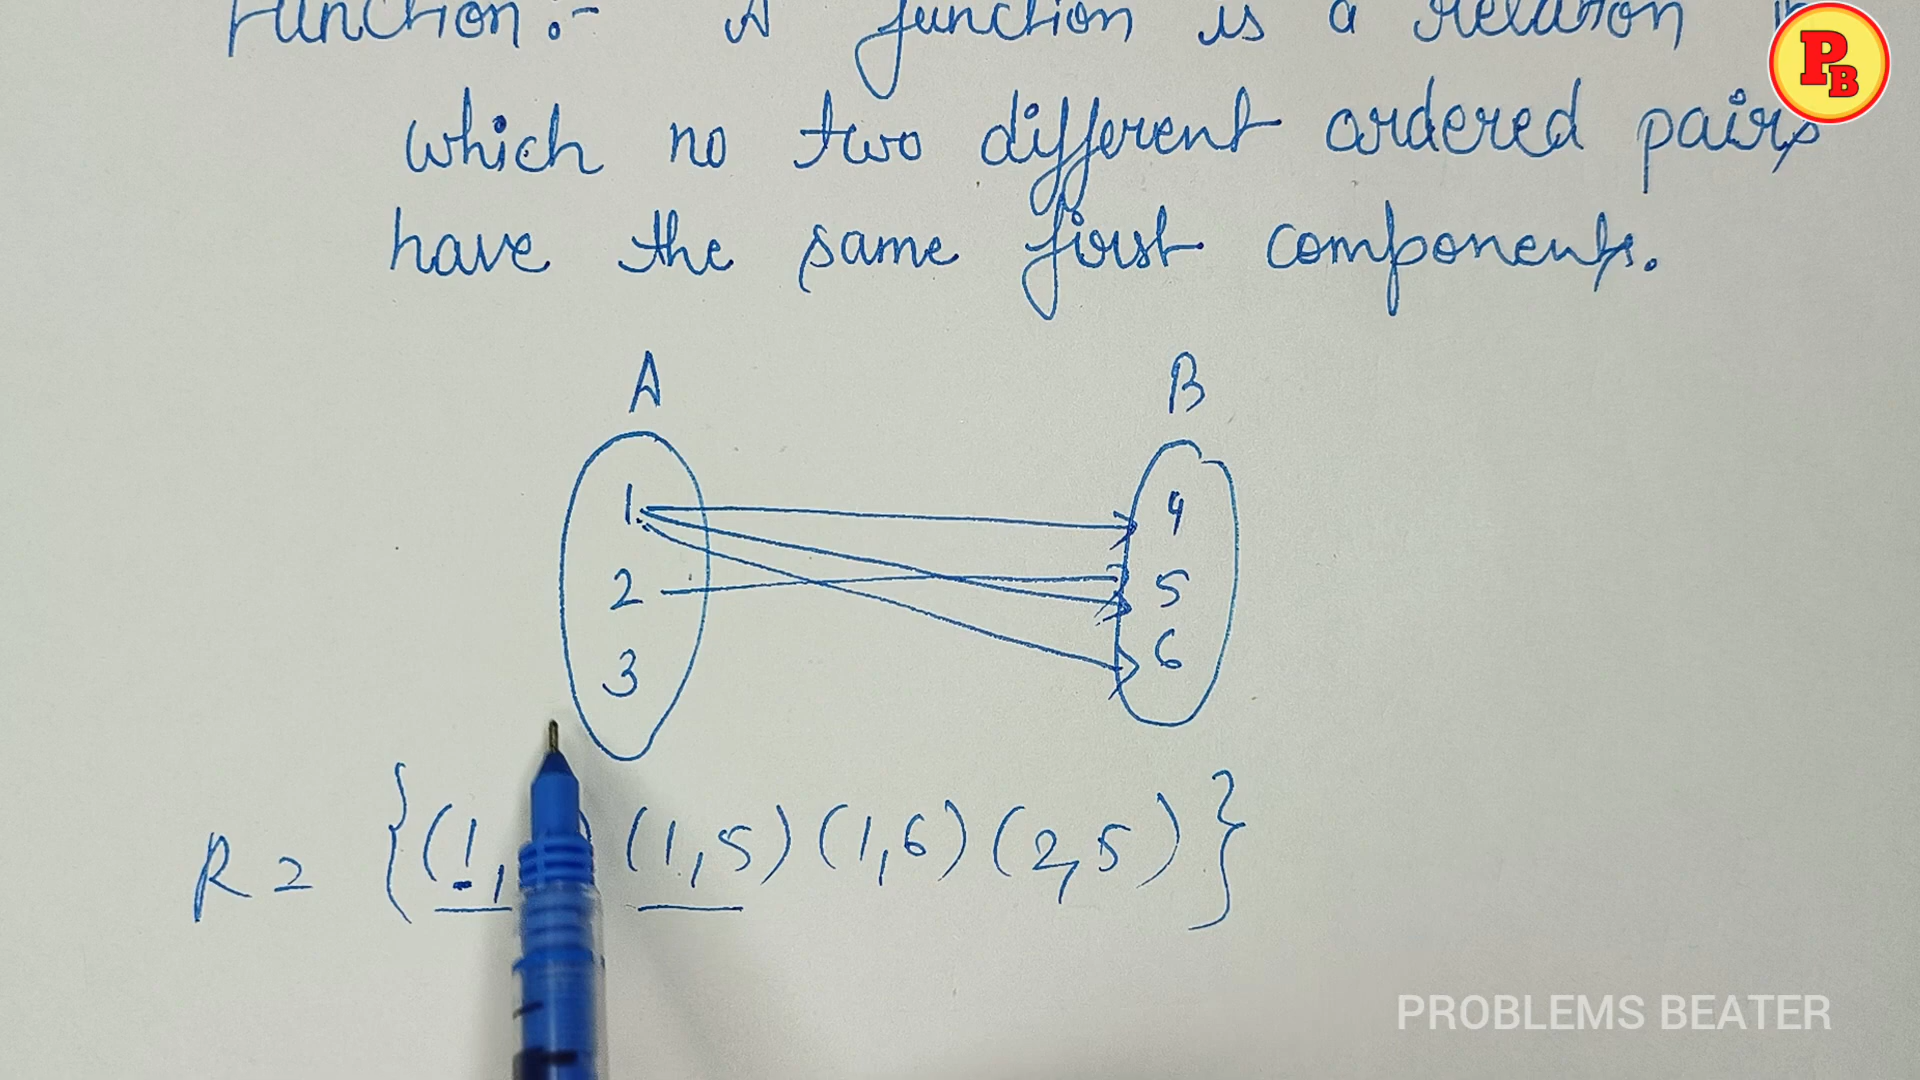 Function :- A function is a relation in
which no two different ordered pairs
have the same first components.
PB
A B
1 4
2 5
3 6
R = {(1, (1,5) (1,6) (2,5)}
PROBLEMS BEATER